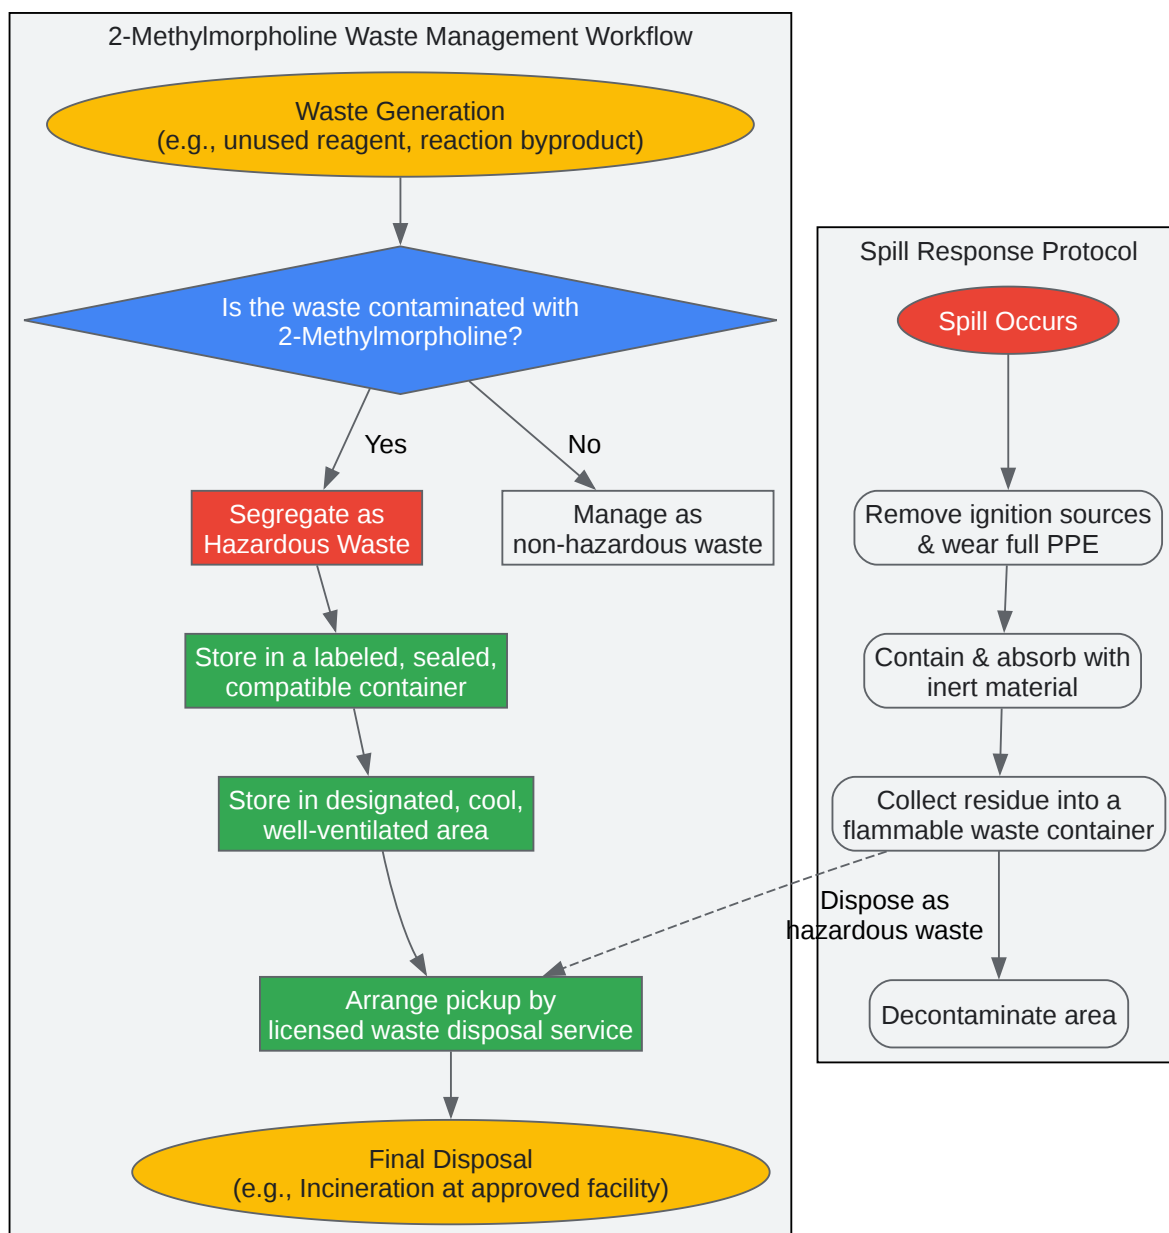 2-Methylmorpholine Waste Management Workflow
Waste Generation
(e.g., unused reagent, reaction byproduct)
Is the waste contaminated with
2-Methylmorpholine?
Yes
No
Segregate as
Hazardous Waste
Manage as
non-hazardous waste
Store in a labeled, sealed,
compatible container
Store in designated, cool,
well-ventilated area
Arrange pickup by
licensed waste disposal service
Final Disposal
(e.g., Incineration at approved facility)
Spill Response Protocol
Spill Occurs
Remove ignition sources
& wear full PPE
Contain & absorb with
inert material
Collect residue into a
flammable waste container
Dispose as
hazardous waste
Decontaminate area